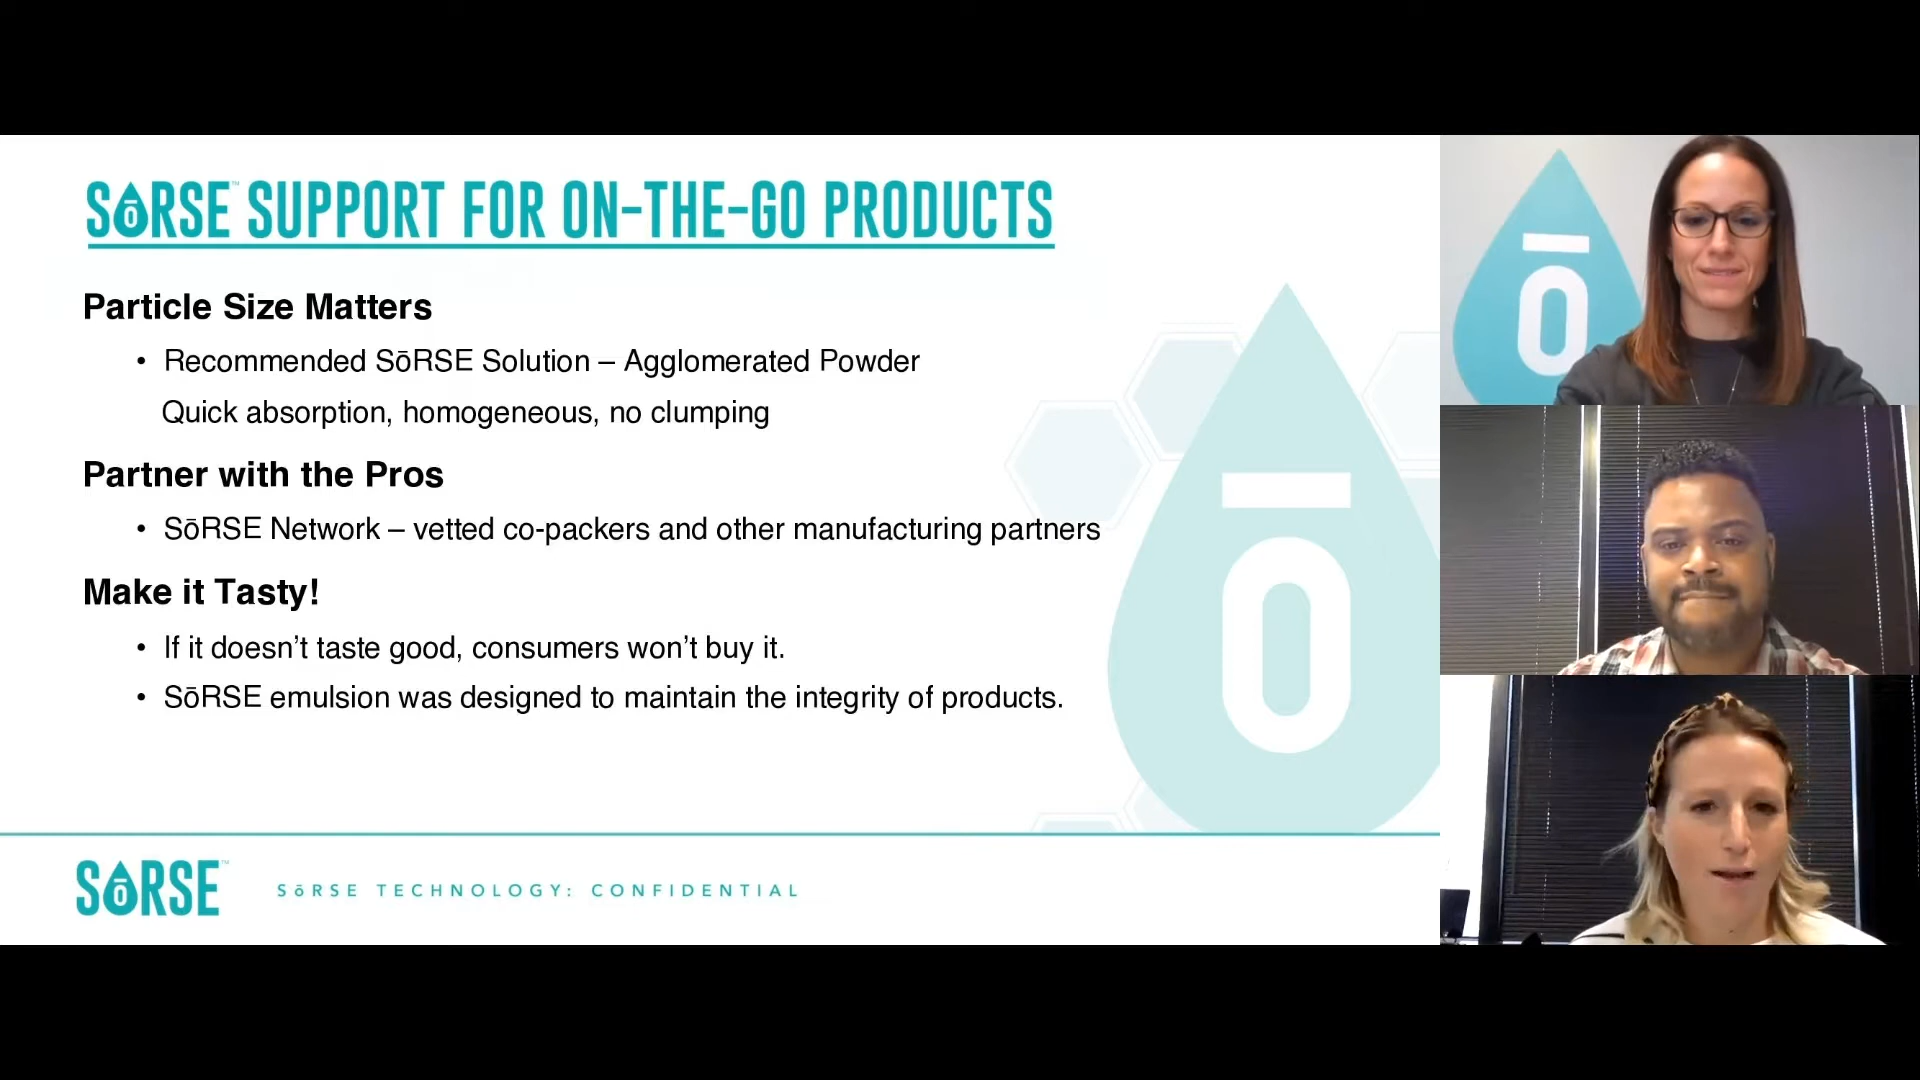 SōRSE™ SUPPORT FOR ON-THE-GO PRODUCTS
Particle Size Matters
• Recommended SōRSE Solution – Agglomerated Powder
Quick absorption, homogeneous, no clumping
Partner with the Pros
• SōRSE Network – vetted co-packers and other manufacturing partners
Make it Tasty!
• If it doesn’t taste good, consumers won’t buy it.
• SōRSE emulsion was designed to maintain the integrity of products.
ō
SōRSE™
SōRSE TECHNOLOGY: CONFIDENTIAL
ō